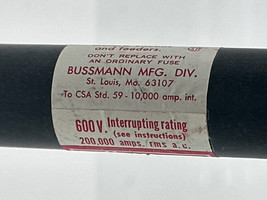 and feeders.
DON'T REPLACE WITH
AN ORDINARY FUSE
BUSSMANN MFG. DIV.
St. Louis, Mo. 63107
To CSA Std. 59 - 10,000 amp. int.
600 V. Interrupting rating
(see instructions)
200,000 amps. rms a.c.